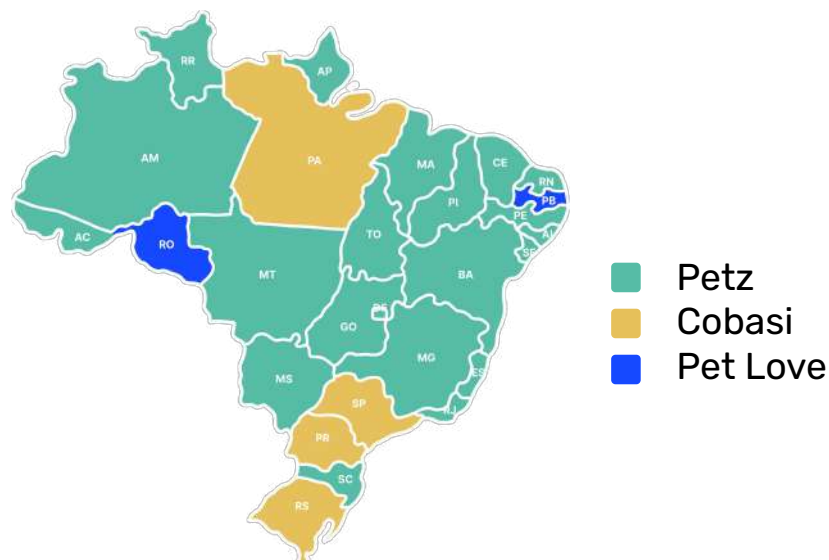 RR
AP
AM
PA
MA
CE
RN
PB
PI
PE
AC
RO
TO
AL
SE
MT
BA
DF
GO
MG
MS
ES
SP
RJ
PR
SC
RS
Petz
Cobasi
Pet Love